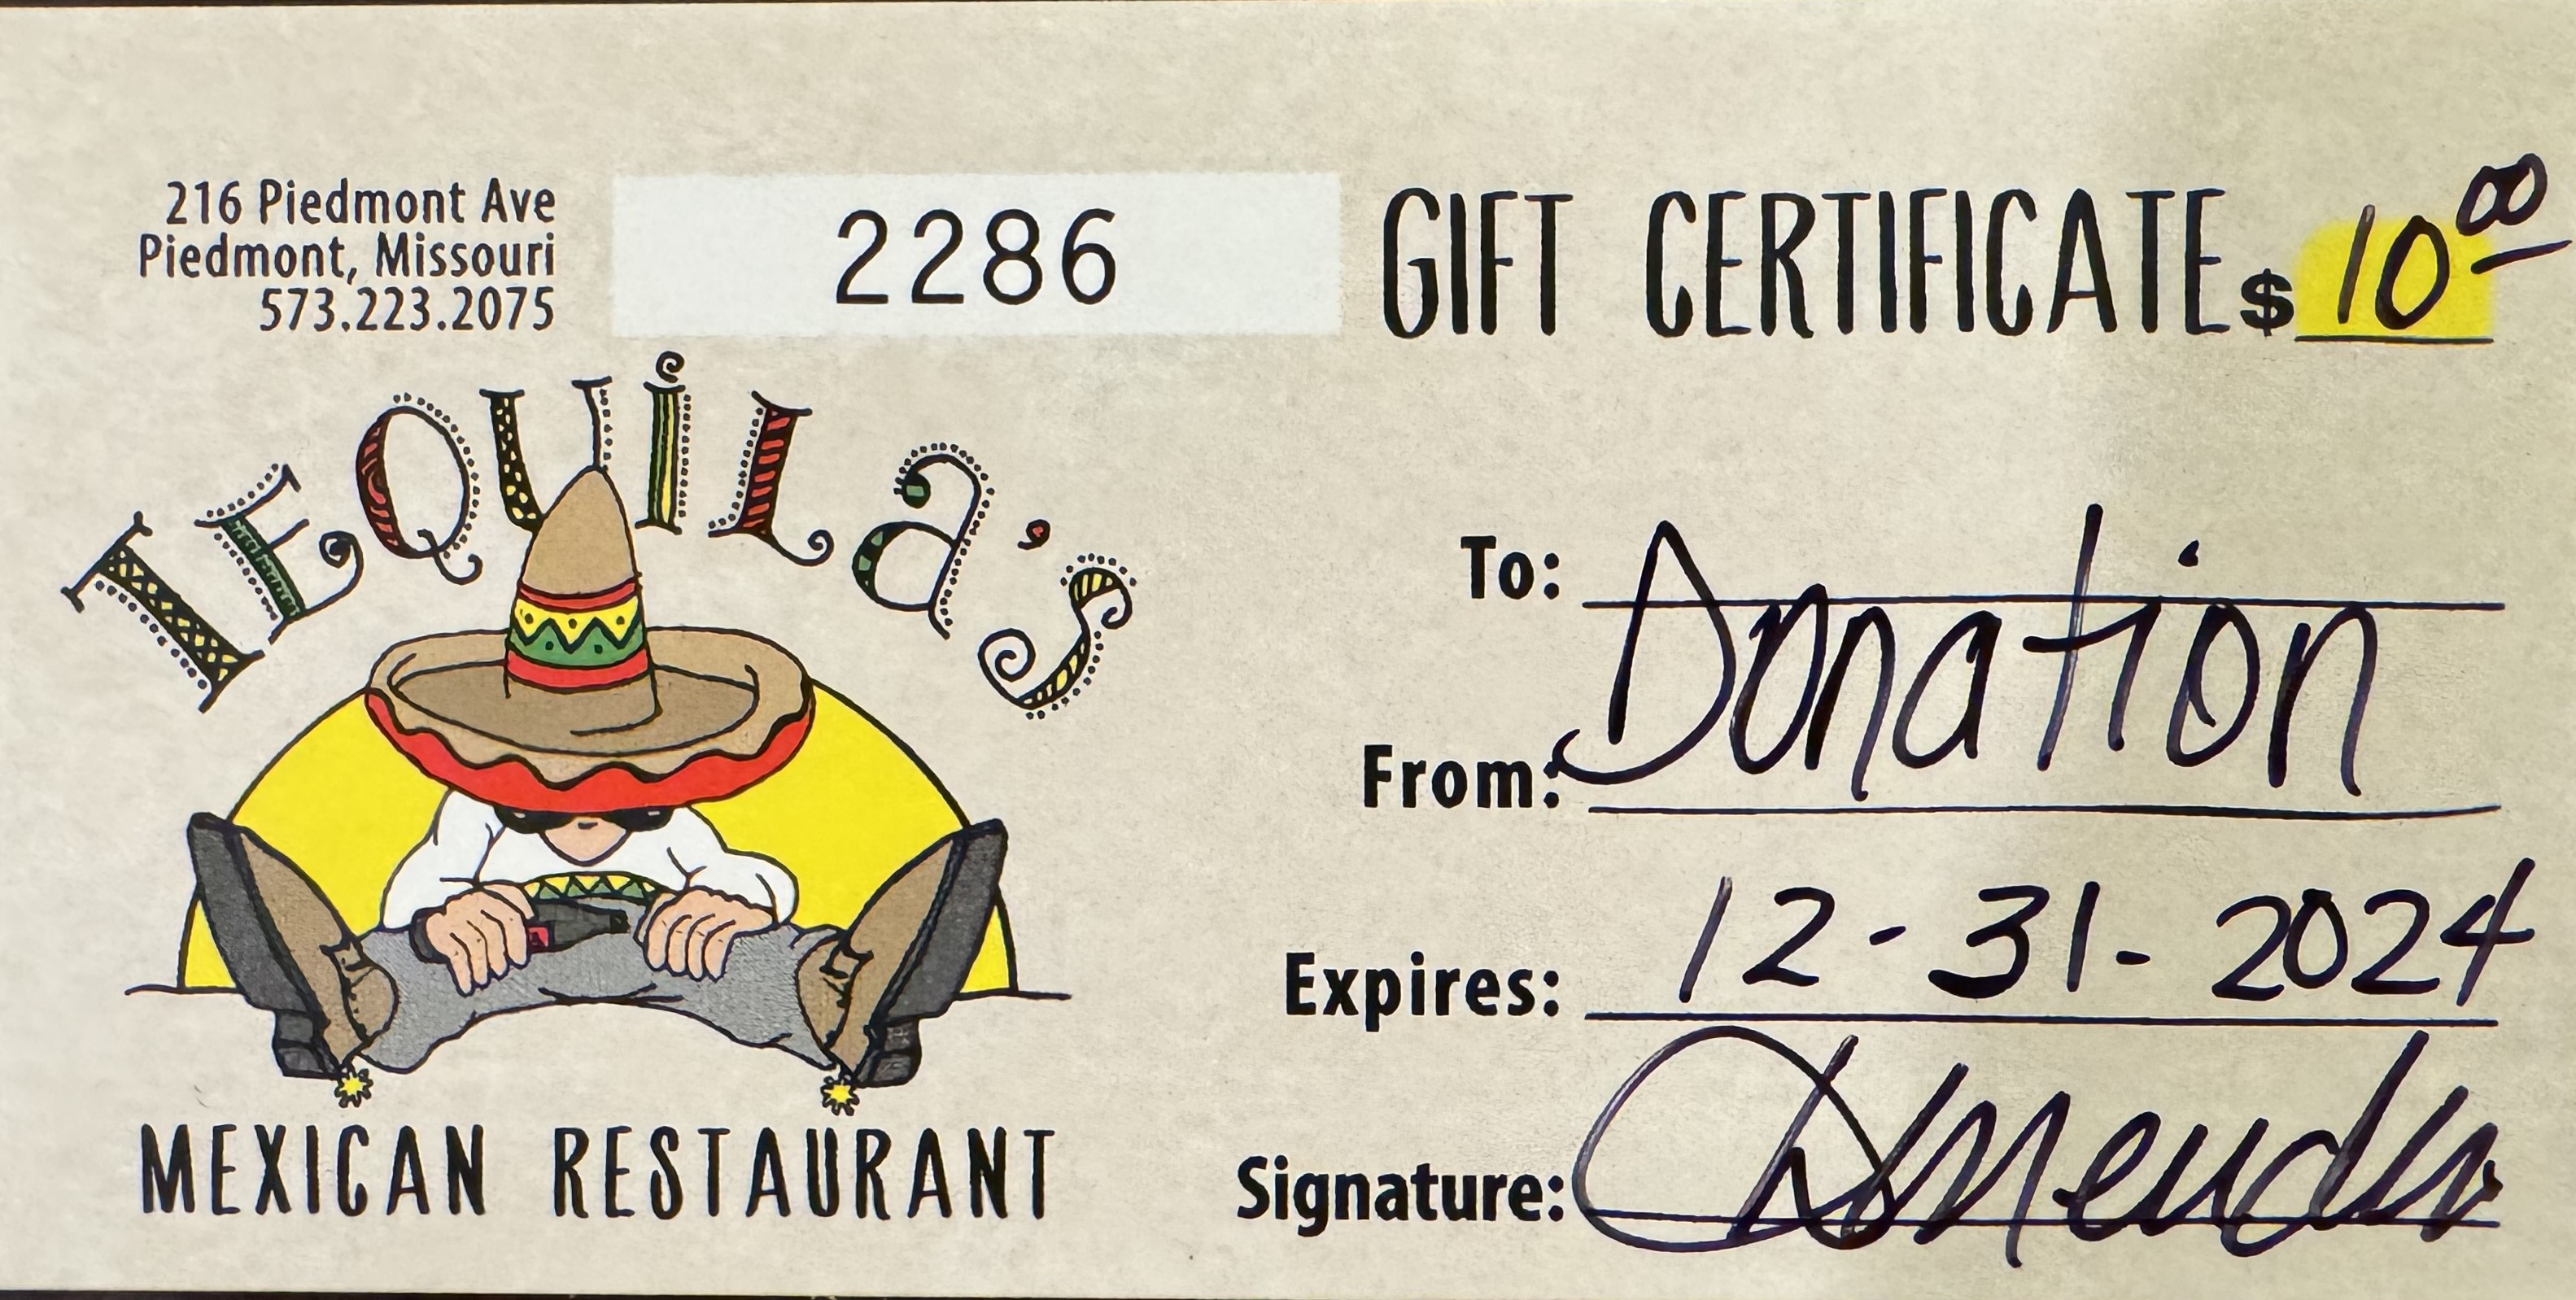 216 Piedmont Ave
Piedmont, Missouri
573.223.2075
2286
GIFT CERTIFICATE $ 10 00
TEQUiLa's
MEXICAN RESTAURANT
To: Donation
From:
Expires: 12-31-2024
Signature: